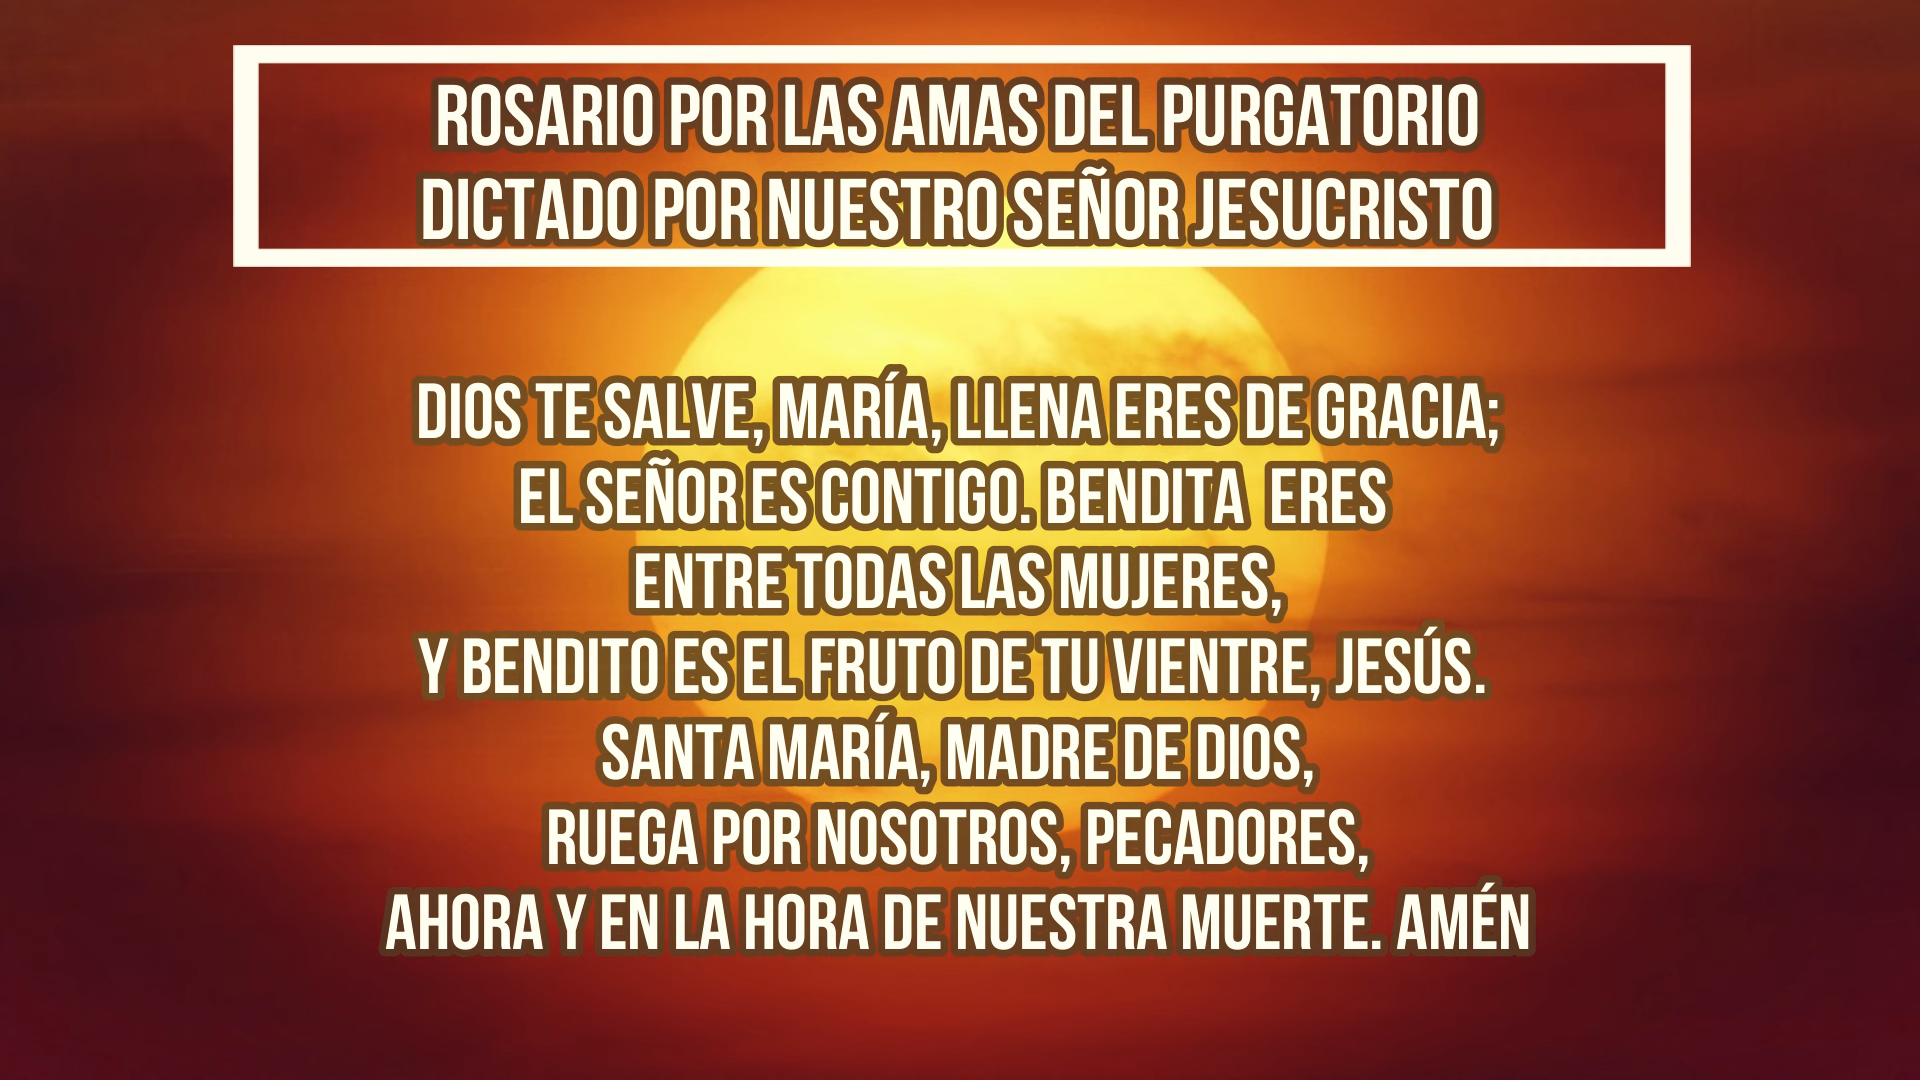 ROSARIO POR LAS AMAS DEL PURGATORIO
DICTADO POR NUESTRO SEÑOR JESUCRISTO
DIOS TE SALVE, MARÍA, LLENA ERES DE GRACIA;
EL SEÑOR ES CONTIGO. BENDITA  ERES
ENTRE TODAS LAS MUJERES,
Y BENDITO ES EL FRUTO DE TU VIENTRE, JESÚS.
SANTA MARÍA, MADRE DE DIOS,
RUEGA POR NOSOTROS, PECADORES,
AHORA Y EN LA HORA DE NUESTRA MUERTE. AMÉN